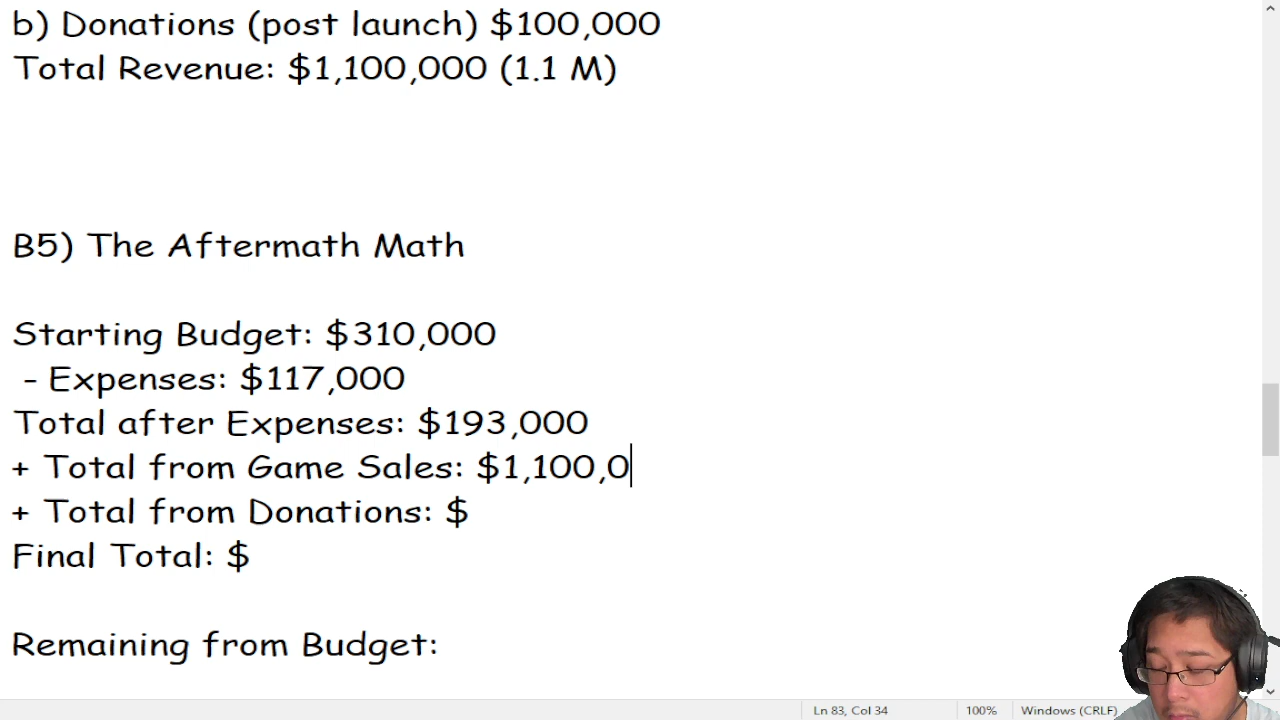 b) Donations (post launch) $100,000
Total Revenue: $1,100,000 (1.1 M)
B5) The Aftermath Math
Starting Budget: $310,000
- Expenses: $117,000
Total after Expenses: $193,000
+ Total from Game Sales: $1,100,0
+ Total from Donations: $
Final Total: $
Remaining from Budget:
Ln 83, Col 34 100% Windows (CRLF)